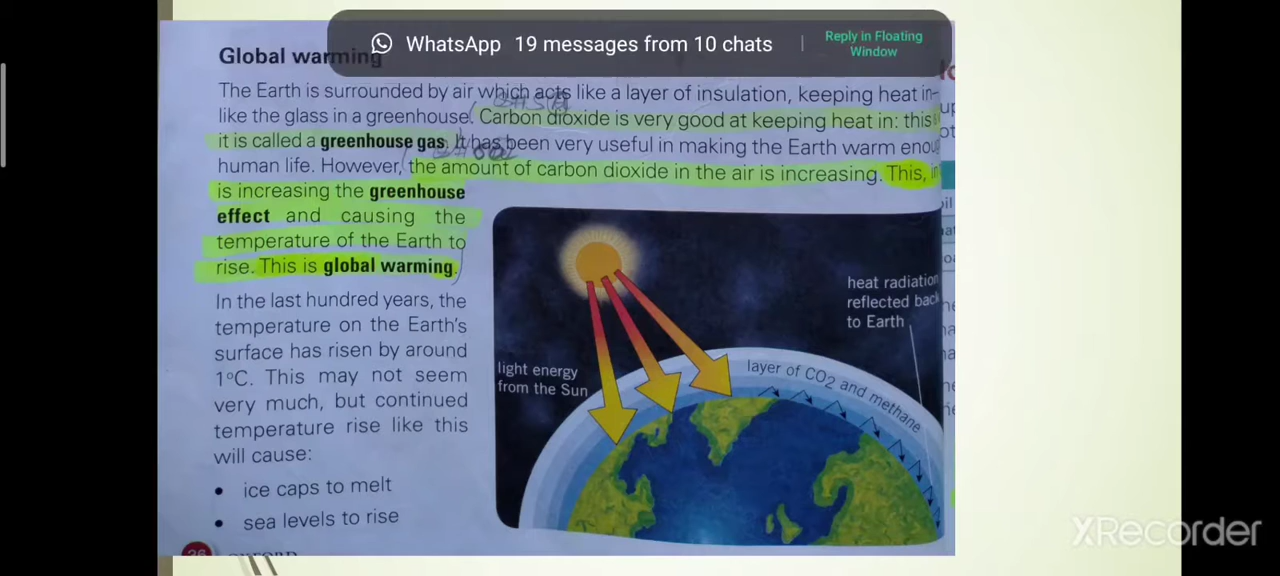 WhatsApp 19 messages from 10 chats
Reply in Floating
Window
Global warming
The Earth is surrounded by air which acts like a layer of insulation, keeping heat in-
like the glass in a greenhouse. Carbon dioxide is very good at keeping heat in: this
it is called a greenhouse gas. It has been very useful in making the Earth warm
human life. However, the amount of carbon dioxide in the air is increasing. This,
is increasing the greenhouse
effect and causing the
temperature of the Earth to
rise. This is global warming.
In the last hundred years, the
temperature on the Earth's
surface has risen by around
1°C. This may not seem
very much, but continued
temperature rise like this
will cause:
• ice caps to melt
• sea levels to rise
light energy
from the Sun
layer of CO2 and methane
heat radiation
reflected back
to Earth
XRecorder